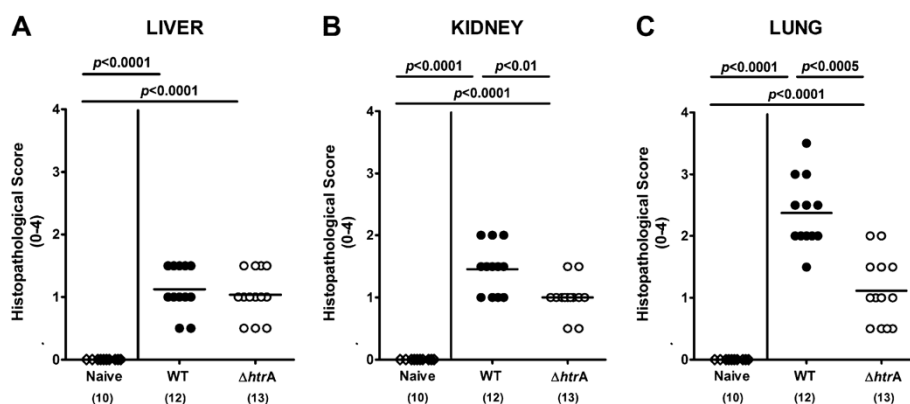 A LIVER
p<0.0001
p<0.0001
Histopathological Score
(0-4)
4
3
2
1
0
Naive WT ΔhtrA
(10) (12) (13)
B KIDNEY
p<0.0001 p<0.01
p<0.0001
Histopathological Score
(0-4)
4
3
2
1
0
Naive WT ΔhtrA
(10) (12) (13)
C LUNG
p<0.0001 p<0.0005
p<0.0001
Histopathological Score
(0-4)
4
3
2
1
0
Naive WT ΔhtrA
(10) (12) (13)